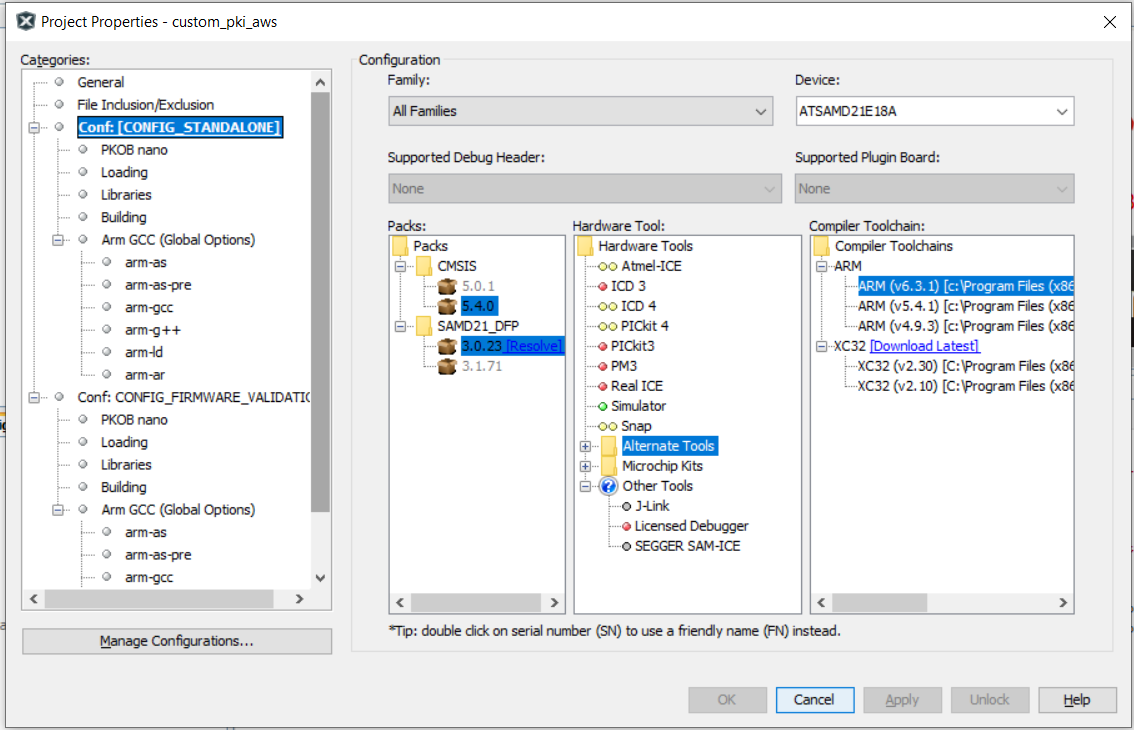 Project Properties - custom_pki_aws
Categories:
General
File Inclusion/Exclusion
Conf: [CONFIG_STANDALONE]
PKOB nano
Loading
Libraries
Building
Arm GCC (Global Options)
arm-as
arm-as-pre
arm-gcc
arm-g++
arm-ld
arm-ar
Conf: CONFIG_FIRMWARE_VALIDATIO
PKOB nano
Loading
Libraries
Building
Arm GCC (Global Options)
arm-as
arm-as-pre
arm-gcc
Manage Configurations...
Configuration
Family:
All Families
Device:
ATSAMD21E18A
Supported Debug Header:
None
Supported Plugin Board:
None
Packs:
Packs
CMSIS
5.0.1
5.4.0
SAMD21_DFP
3.0.23 [Resolve]
3.1.71
Hardware Tool:
Hardware Tools
Atmel-ICE
ICD 3
ICD 4
PICkit 4
PICkit3
PM3
Real ICE
Simulator
Snap
Alternate Tools
Microchip Kits
Other Tools
J-Link
Licensed Debugger
SEGGER SAM-ICE
Compiler Toolchain:
Compiler Toolchains
ARM
ARM (v6.3.1) [c:\Program Files (x86
ARM (v5.4.1) [c:\Program Files (x86
ARM (v4.9.3) [c:\Program Files (x86
XC32 [Download Latest]
XC32 (v2.30) [C:\Program Files (x86
XC32 (v2.10) [C:\Program Files (x86
*Tip: double click on serial number (SN) to use a friendly name (FN) instead.
OK
Cancel
Apply
Unlock
Help